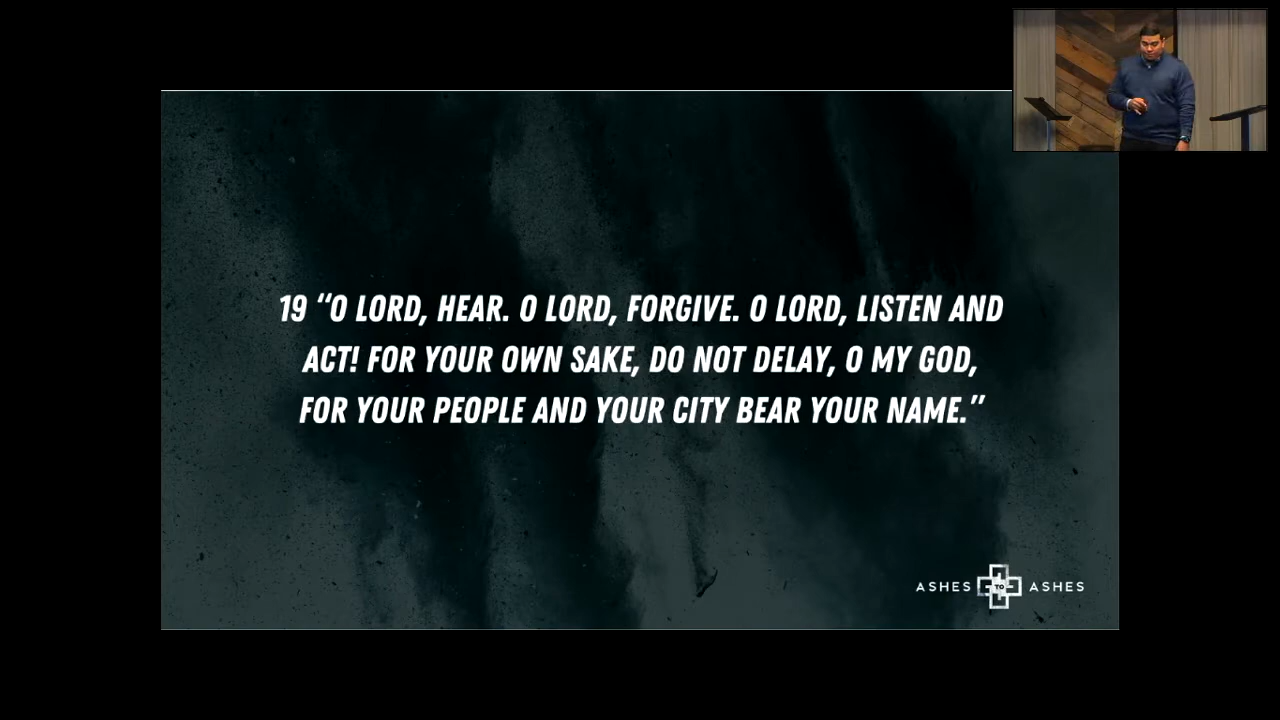 19 “O LORD, HEAR. O LORD, FORGIVE. O LORD, LISTEN AND
ACT! FOR YOUR OWN SAKE, DO NOT DELAY, O MY GOD,
FOR YOUR PEOPLE AND YOUR CITY BEAR YOUR NAME.”
ASHES TO ASHES